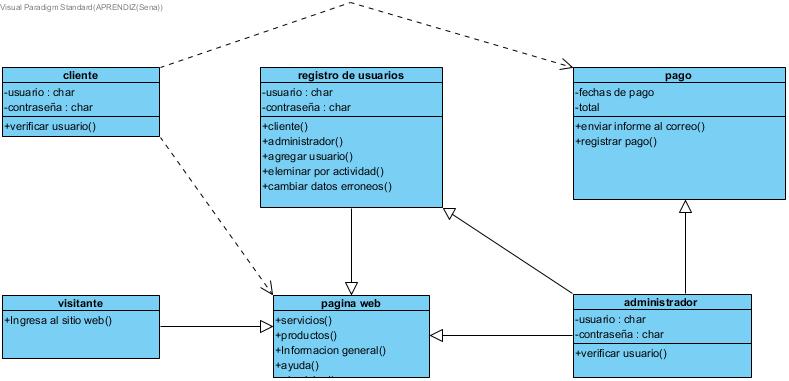 Visual Paradigm Standard(APRENDIZ(Sena))
cliente
-usuario : char
-contraseña : char
+verificar usuario()
registro de usuarios
-usuario : char
-contraseña : char
+cliente()
+administrador()
+agregar usuario()
+eleminar por actividad()
+cambiar datos erroneos()
pago
-fechas de pago
-total
+enviar informe al correo()
+registrar pago()
visitante
+Ingresa al sitio web()
pagina web
+servicios()
+productos()
+Informacion general()
+ayuda()
administrador
-usuario : char
-contraseña : char
+verificar usuario()